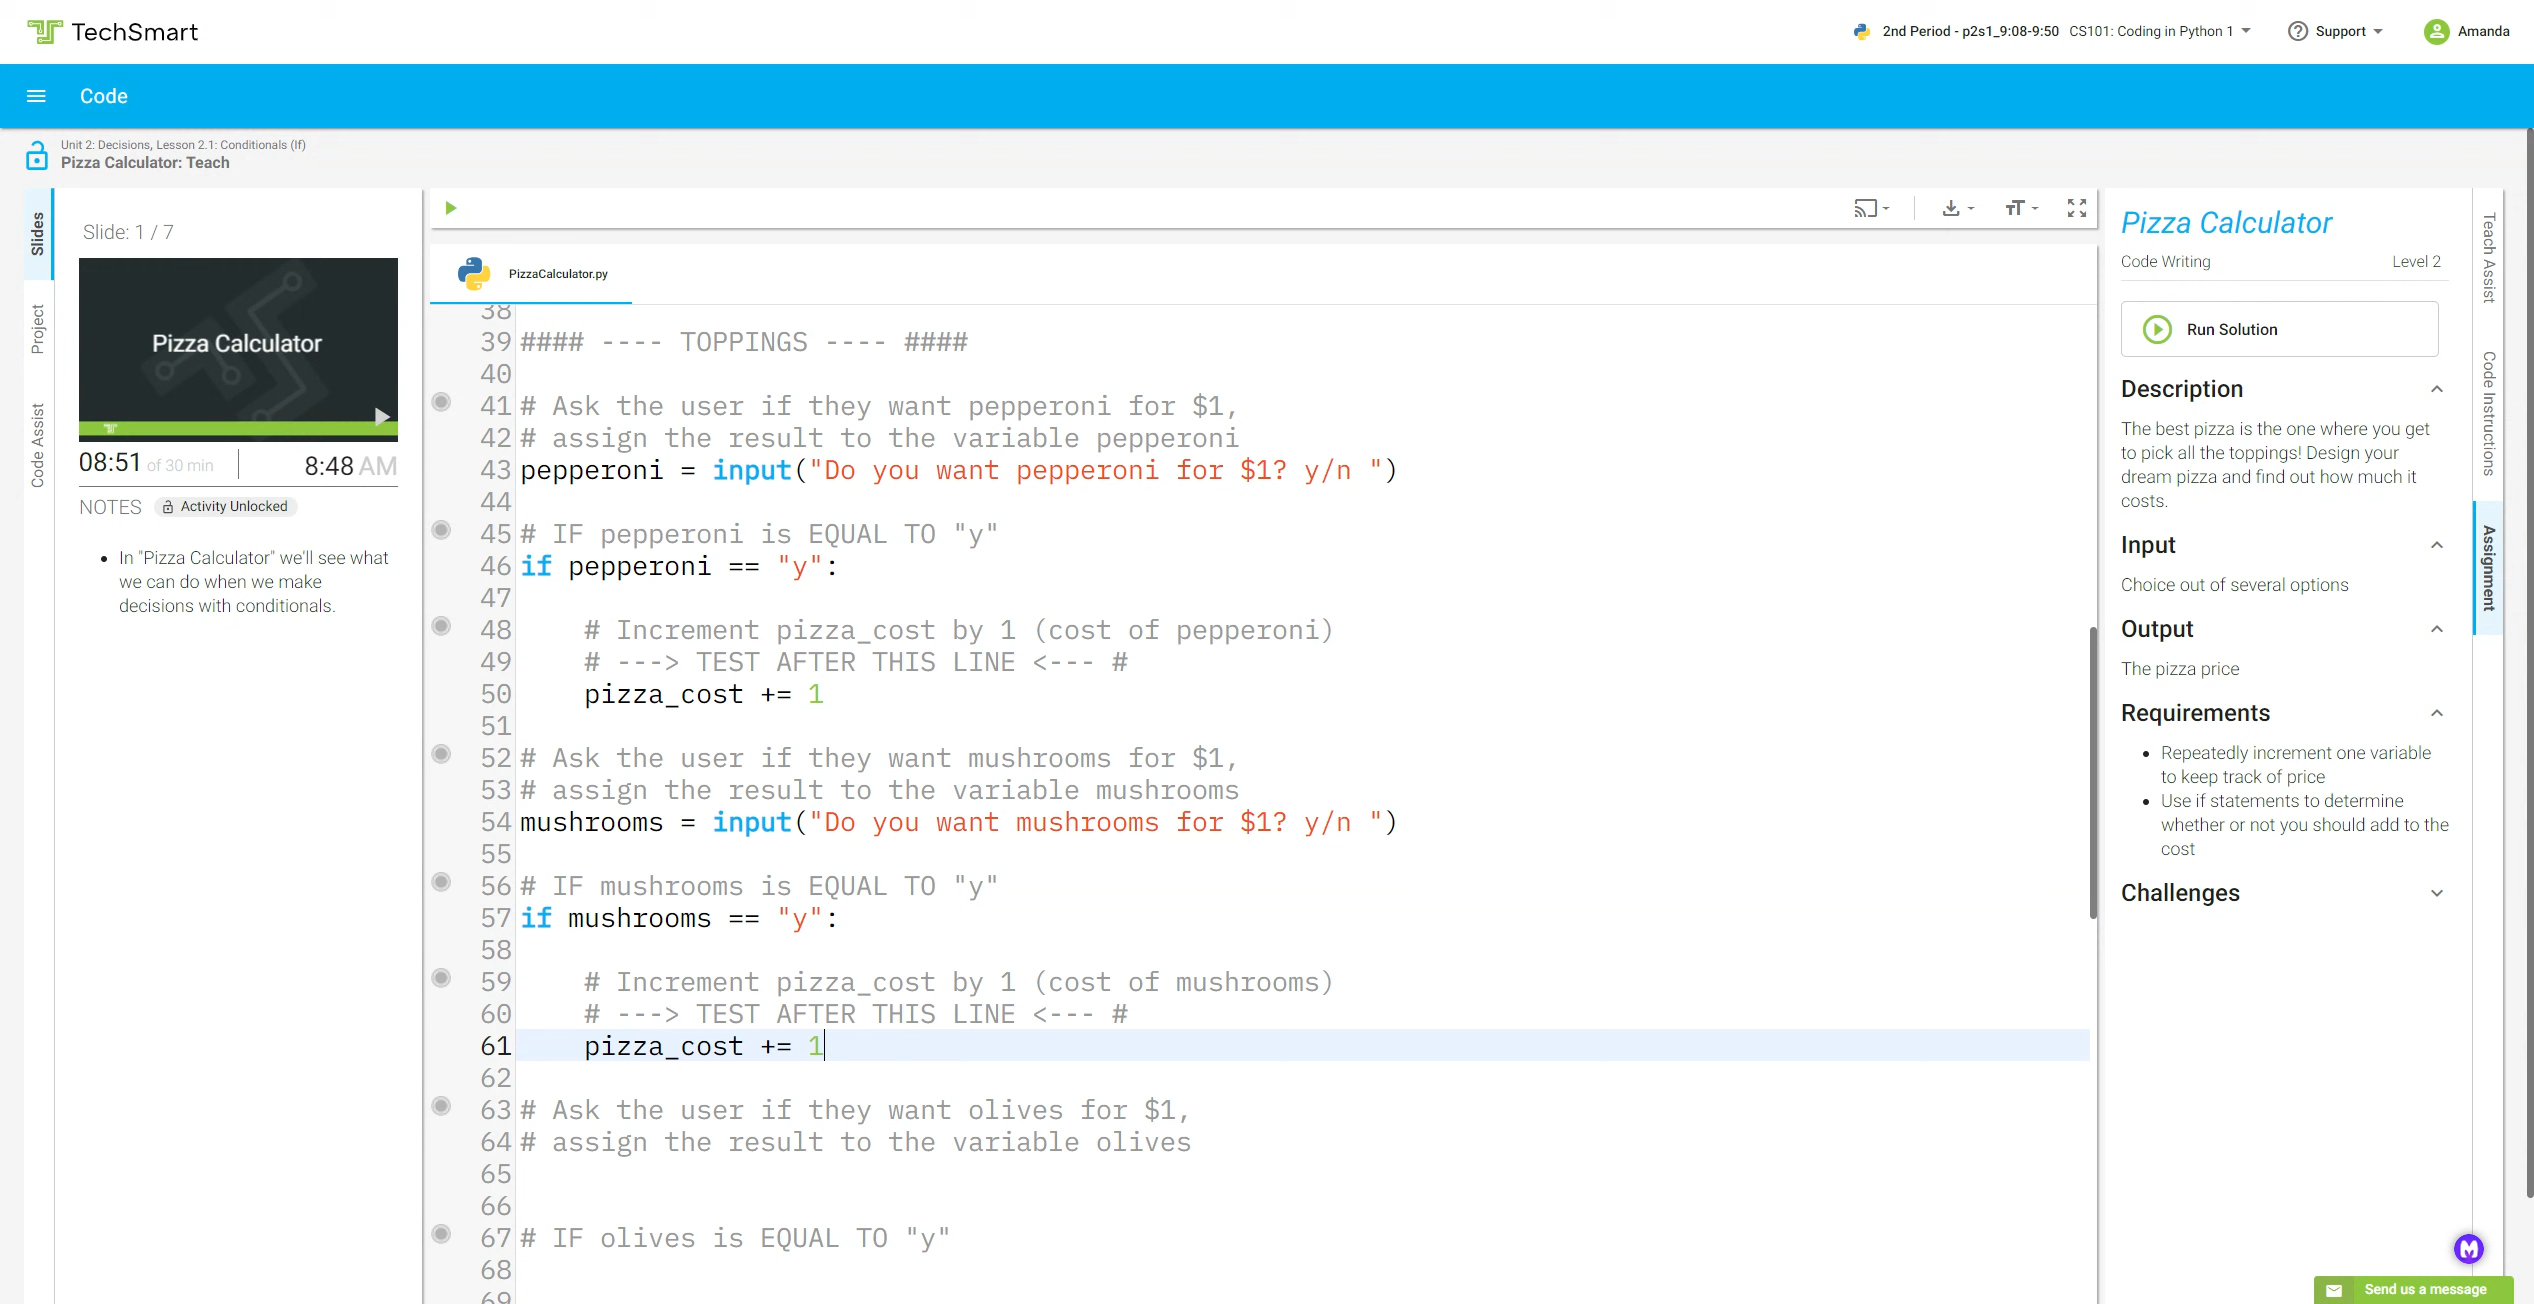 TechSmart
2nd Period - p2s1_9:08-9:50 CS101: Coding in Python 1
Support
Amanda
Code
Unit 2: Decisions, Lesson 2.1: Conditionals (If)
Pizza Calculator: Teach
Slides
Project
Code Assist
Slide: 1 / 7
Pizza Calculator
08:51 of 30 min
8:48 AM
NOTES
Activity Unlocked
• In "Pizza Calculator" we'll see what
we can do when we make
decisions with conditionals.
PizzaCalculator.py
38
39 #### ---- TOPPINGS ---- ####
40
41 # Ask the user if they want pepperoni for $1,
42 # assign the result to the variable pepperoni
43 pepperoni = input("Do you want pepperoni for $1? y/n ")
44
45 # IF pepperoni is EQUAL TO "y"
46 if pepperoni == "y":
47
48     # Increment pizza_cost by 1 (cost of pepperoni)
49     # ---> TEST AFTER THIS LINE <--- #
50     pizza_cost += 1
51
52 # Ask the user if they want mushrooms for $1,
53 # assign the result to the variable mushrooms
54 mushrooms = input("Do you want mushrooms for $1? y/n ")
55
56 # IF mushrooms is EQUAL TO "y"
57 if mushrooms == "y":
58
59     # Increment pizza_cost by 1 (cost of mushrooms)
60     # ---> TEST AFTER THIS LINE <--- #
61     pizza_cost += 1
62
63 # Ask the user if they want olives for $1,
64 # assign the result to the variable olives
65
66
67 # IF olives is EQUAL TO "y"
68
69
Pizza Calculator
Code Writing
Level 2
Run Solution
Description
The best pizza is the one where you get
to pick all the toppings! Design your
dream pizza and find out how much it
costs.
Input
Choice out of several options
Output
The pizza price
Requirements
• Repeatedly increment one variable
to keep track of price
• Use if statements to determine
whether or not you should add to the
cost
Challenges
Teach Assist
Code Instructions
Assignment
Send us a message